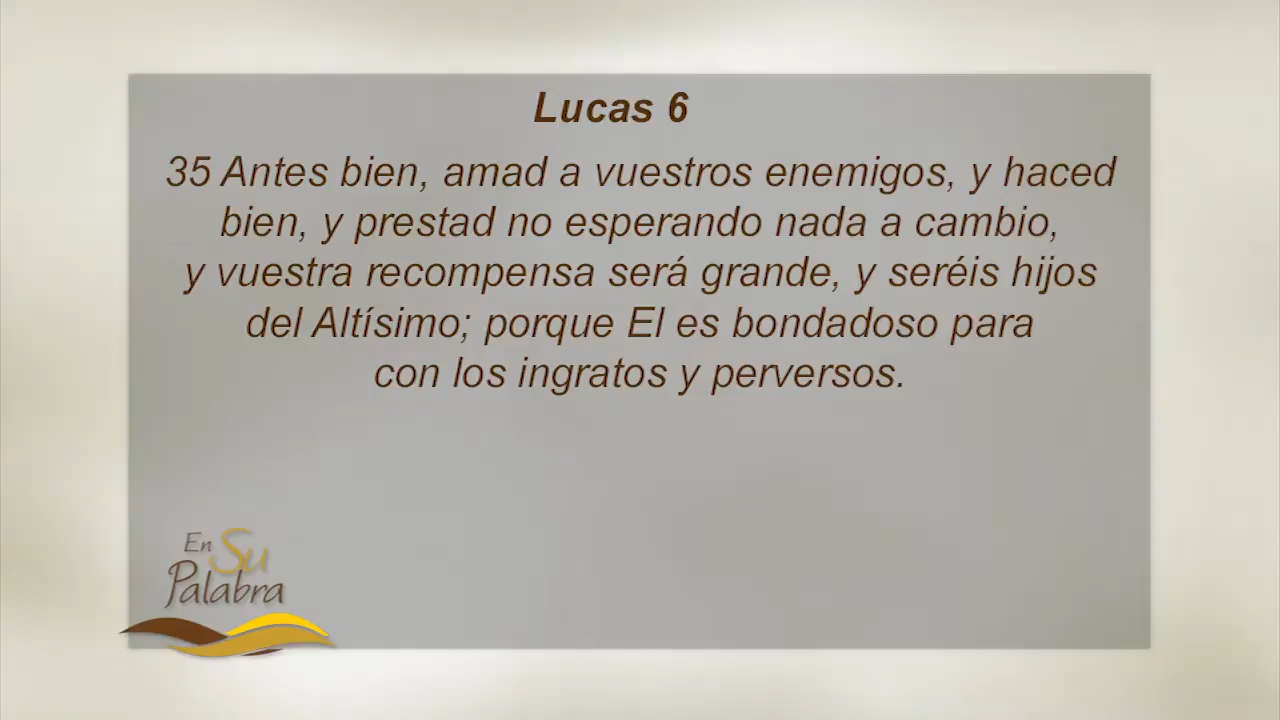 Lucas 6
35 Antes bien, amad a vuestros enemigos, y haced
bien, y prestad no esperando nada a cambio,
y vuestra recompensa será grande, y seréis hijos
del Altísimo; porque El es bondadoso para
con los ingratos y perversos.
En Su
Palabra